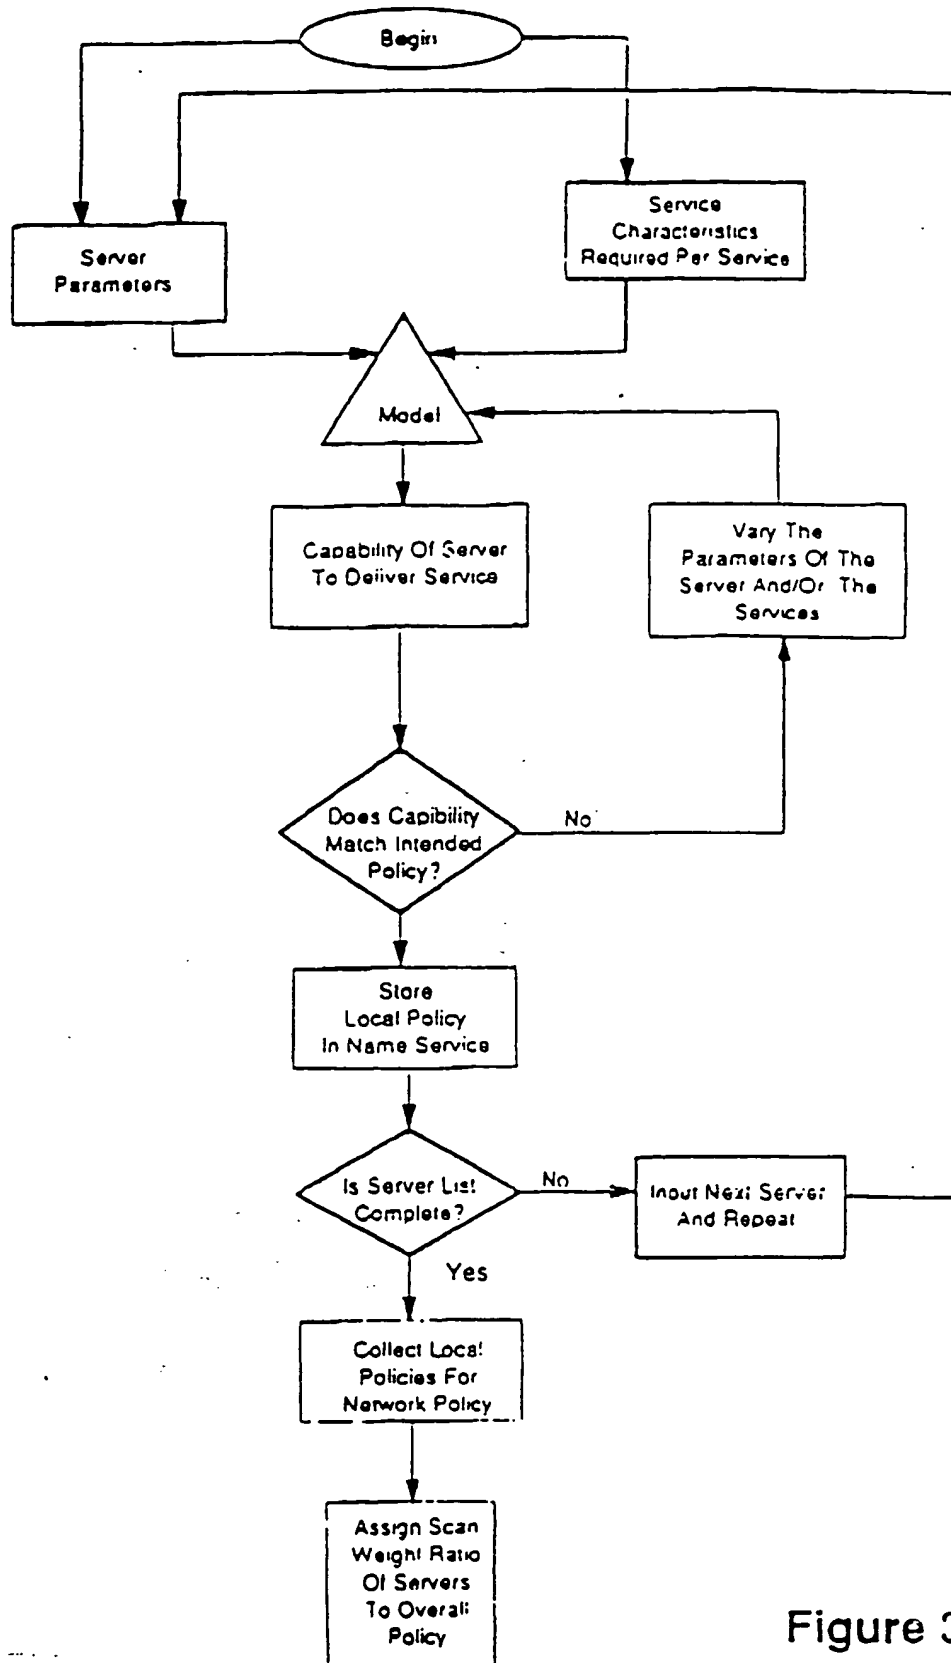 Begin
Server
Parameters
Service
Characteristics
Required Per Service
Model
Capability Of Server
To Deliver Service
Vary The
Parameters Of The
Server And/Or The
Services
Does Capibility
Match Intended
Policy?
No
Store
Local Policy
In Name Service
Is Server List
Complete?
No
Input Next Server
And Repeat
Yes
Collect Local
Policies For
Network Policy
Assign Scan
Weight Ratio
Of Servers
To Overall
Policy
Figure 3